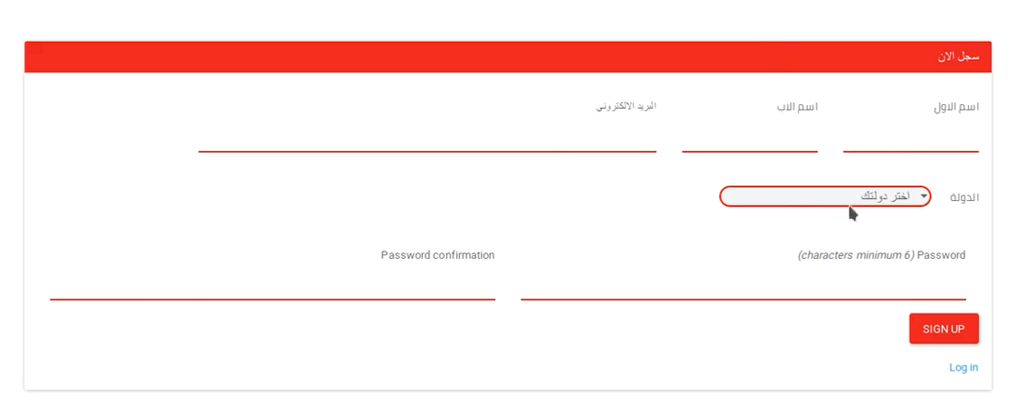 سجل الان
اسم الاول
اسم الاب
البريد الالكتروني
الدولة
اختر دولتك
(characters minimum 6) Password
Password confirmation
SIGN UP
Log in